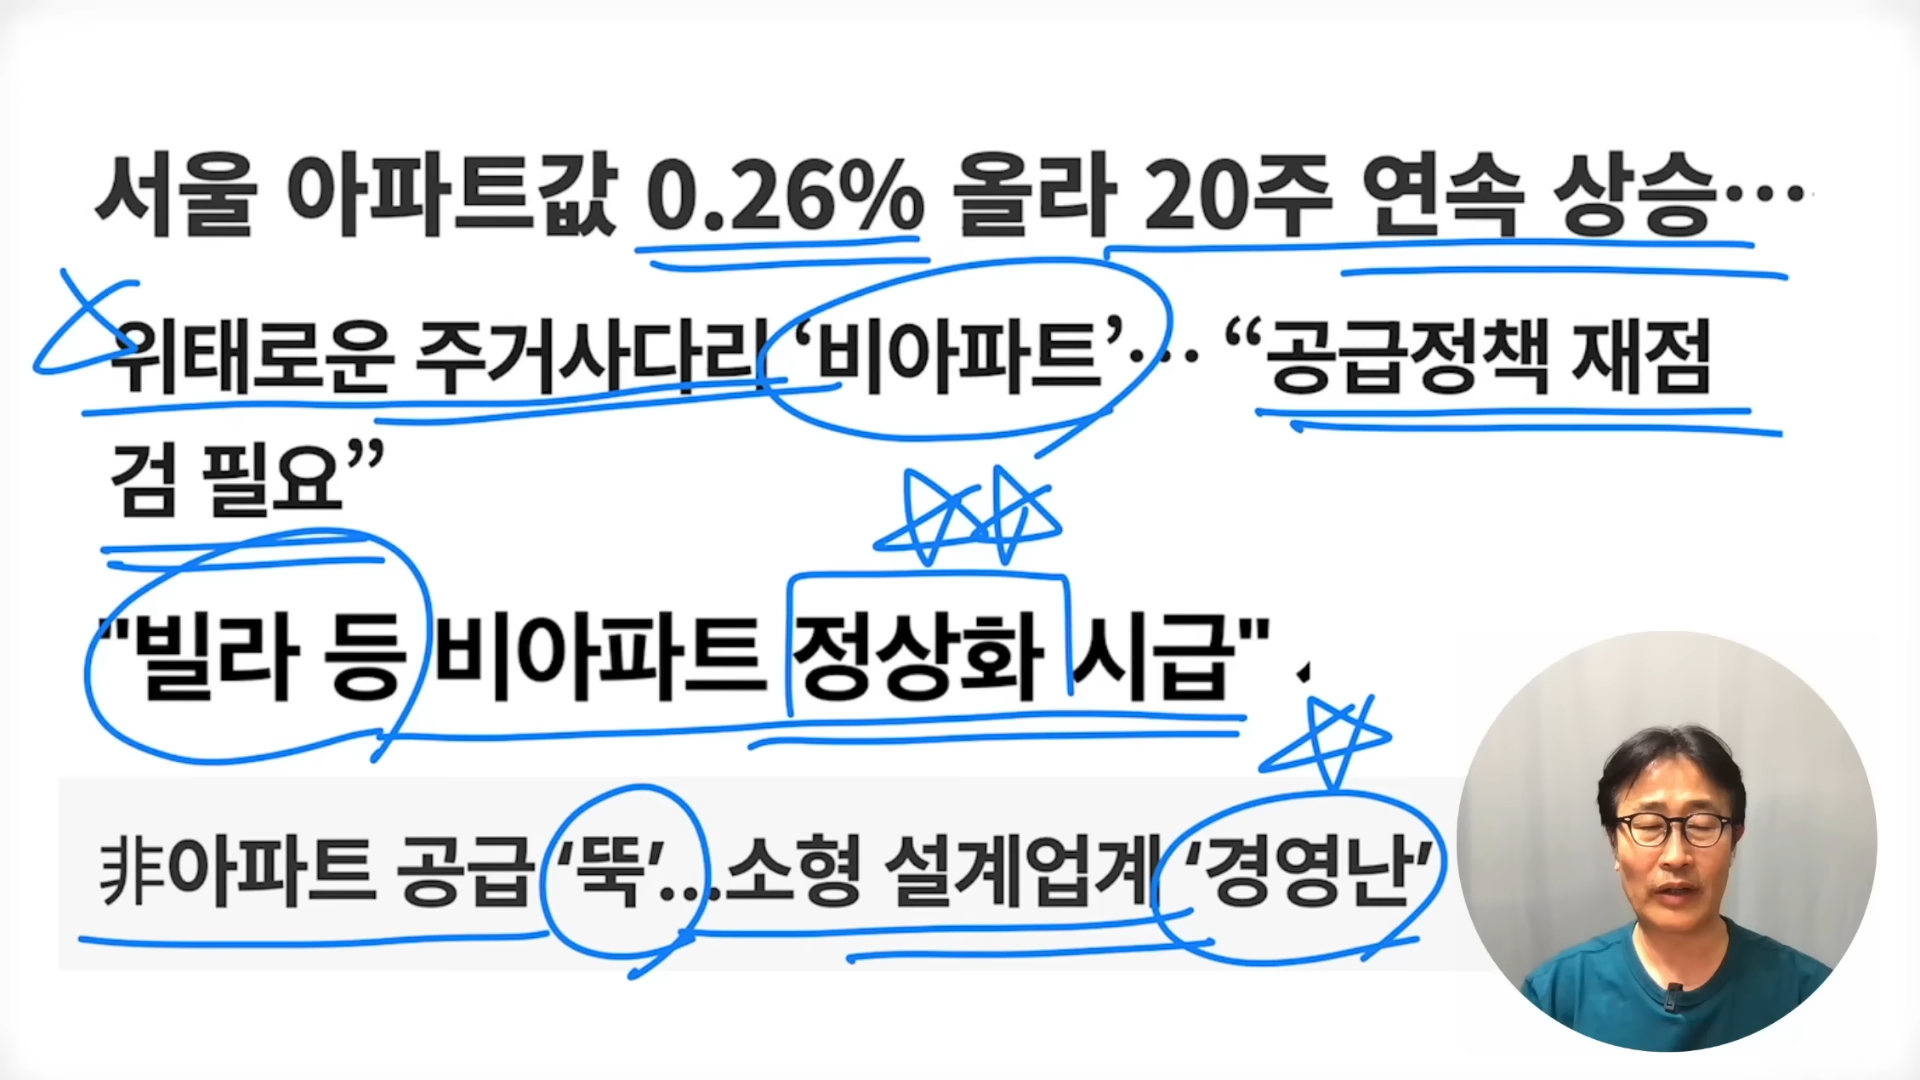 서울 아파트값 0.26% 올라 20주 연속 상승…
위태로운 주거사다리 ‘비아파트’… “공급정책 재점
검 필요”
"빌라 등 비아파트 정상화 시급"
非아파트 공급 ‘뚝’...소형 설계업계 ‘경영난’